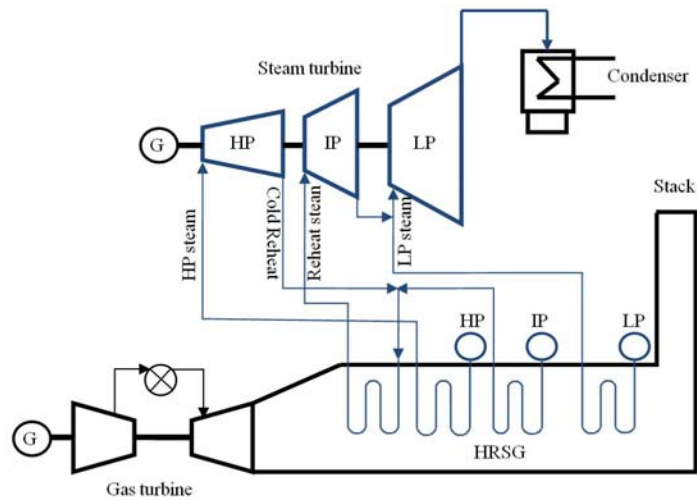 Steam turbine
Condenser
G
HP
IP
LP
Stack
HP steam
Cold Reheat
Reheat stean
LP steam
HP
IP
LP
G
HRSG
Gas turbine